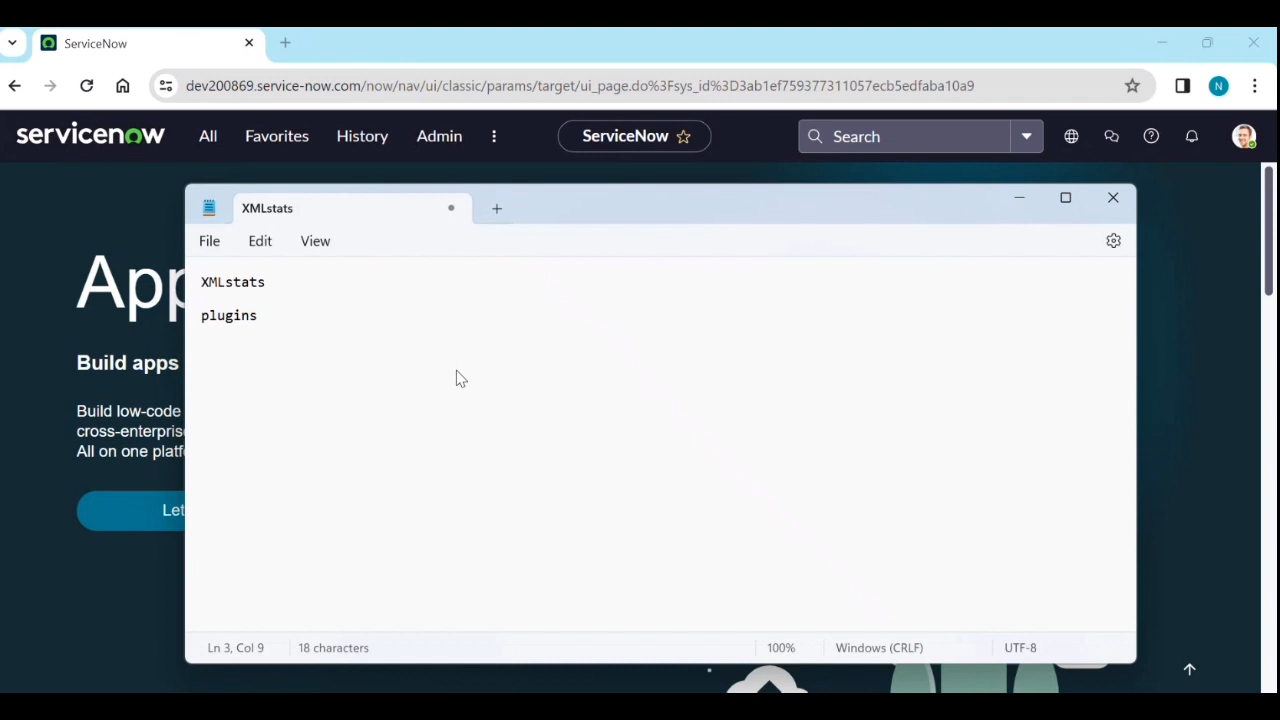 ServiceNow
dev200869.service-now.com/now/nav/ui/classic/params/target/ui_page.do%3Fsys_id%3D3ab1ef759377311057ecb5edfaba10a9
N
servicenow
All
Favorites
History
Admin
ServiceNow
Search
XMLstats
File
Edit
View
XMLstats
plugins
App
Build apps
Build low-code
cross-enterprise
All on one platf
Let
Ln 3, Col 9
18 characters
100%
Windows (CRLF)
UTF-8